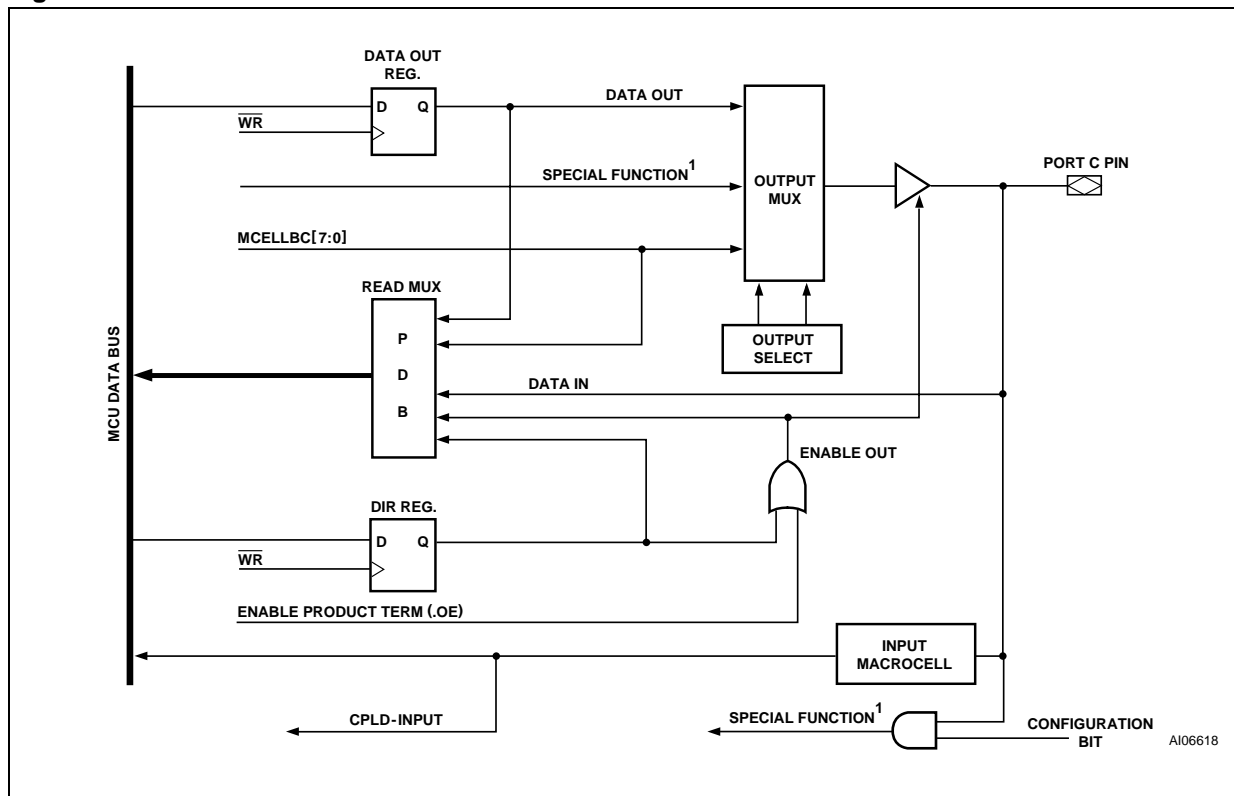 DATA OUT
REG.
D Q
WR
DATA OUT
SPECIAL FUNCTION1
OUTPUT
MUX
PORT C PIN
MCELLBC[7:0]
READ MUX
P
D
B
OUTPUT
SELECT
MCU DATA BUS
DATA IN
ENABLE OUT
DIR REG.
D Q
WR
ENABLE PRODUCT TERM (.OE)
INPUT
MACROCELL
CPLD-INPUT
SPECIAL FUNCTION1
CONFIGURATION
BIT
AI06618